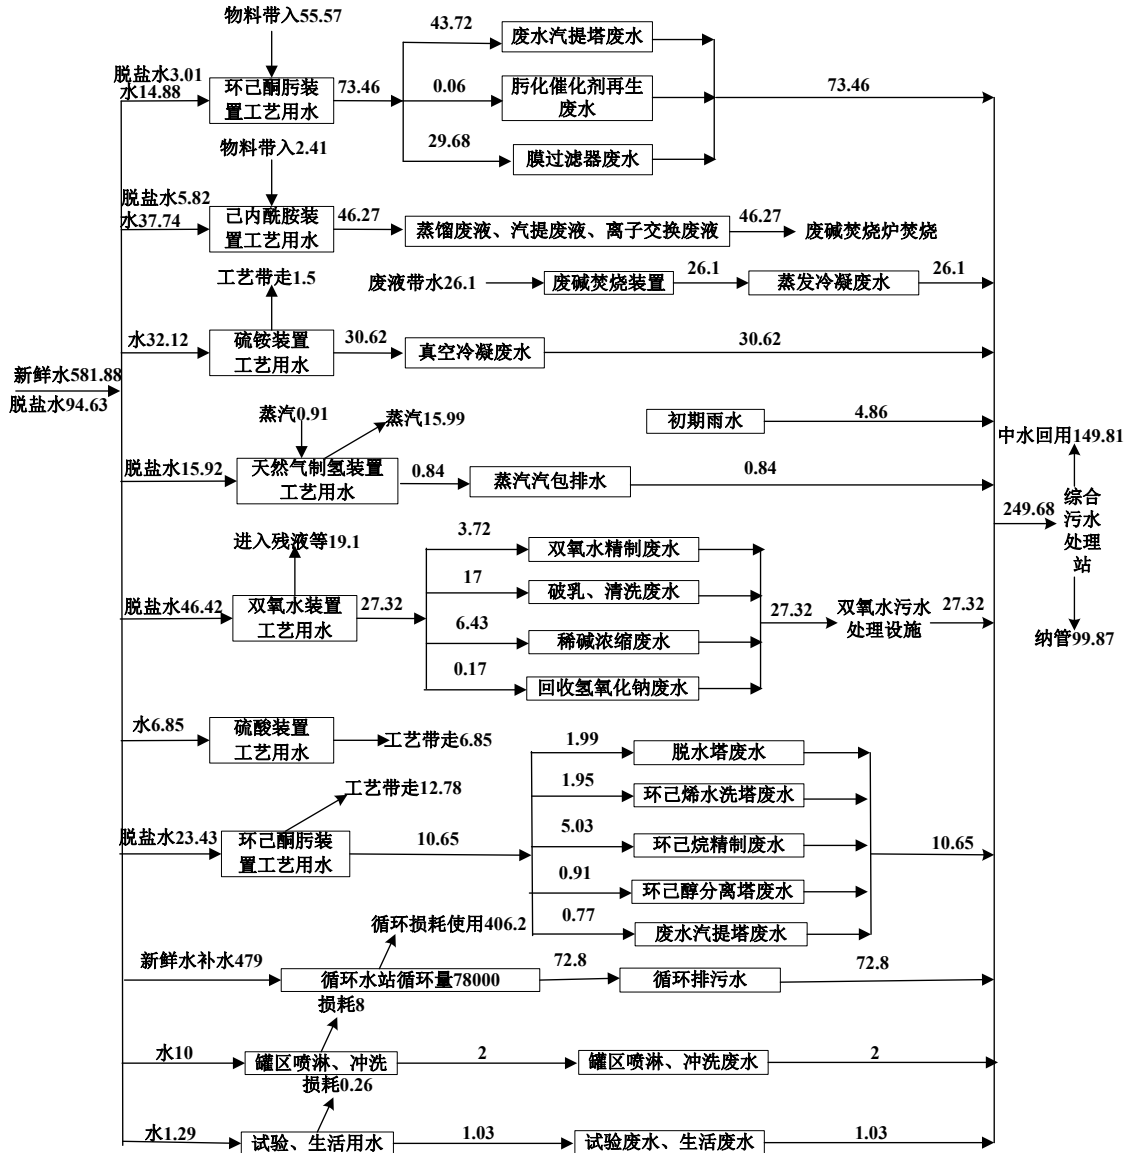 物料带入55.57
43.72
废水汽提塔废水
脱盐水3.01
水14.88
环己酮肟装
置工艺用水
73.46
0.06
肟化催化剂再生
废水
73.46
29.68
膜过滤器废水
物料带入2.41
脱盐水5.82
水37.74
己内酰胺装
置工艺用水
46.27
蒸馏废液、汽提废液、离子交换废液
46.27
废碱焚烧炉焚烧
工艺带走1.5
废液带水26.1
废碱焚烧装置
26.1
蒸发冷凝废水
26.1
水32.12
硫铵装置
工艺用水
30.62
真空冷凝废水
30.62
新鲜水581.88
脱盐水94.63
蒸汽0.91
蒸汽15.99
初期雨水
4.86
中水回用149.81
脱盐水15.92
天然气制氢装置
工艺用水
0.84
蒸汽汽包排水
0.84
249.68
综合
污水
处理
站
纳管99.87
进入残液等19.1
3.72
双氧水精制废水
17
破乳、清洗废水
脱盐水46.42
双氧水装置
工艺用水
27.32
6.43
稀碱浓缩废水
27.32
双氧水污水
处理设施
27.32
0.17
回收氢氧化钠废水
水6.85
硫酸装置
工艺用水
工艺带走6.85
1.99
脱水塔废水
工艺带走12.78
1.95
环己烯水洗塔废水
脱盐水23.43
环己酮肟装
置工艺用水
10.65
5.03
环己烷精制废水
10.65
0.91
环己醇分离塔废水
0.77
废水汽提塔废水
循环损耗使用406.2
新鲜水补水479
循环水站循环量78000
72.8
循环排污水
72.8
损耗8
水10
罐区喷淋、冲洗
2
罐区喷淋、冲洗废水
2
损耗0.26
水1.29
试验、生活用水
1.03
试验废水、生活废水
1.03